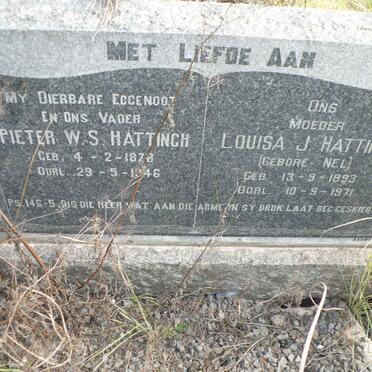 MET LIEFDE AAN
MY DIERBARE EGGENOOT
EN ONS VADER
PIETER W.S. HATTINGH
GEB. 4-2-1878
OORL. 29-5-1946
ONS
MOEDER
LOUISA J. HATTIN
(GEBORE NEL)
GEB. 13-9-1893
OORL. 10-9-1971
PS. 146-5. DIS DIE HEER WAT AAN DIE ARME IN SY DRUK LAAT REG GESKIED